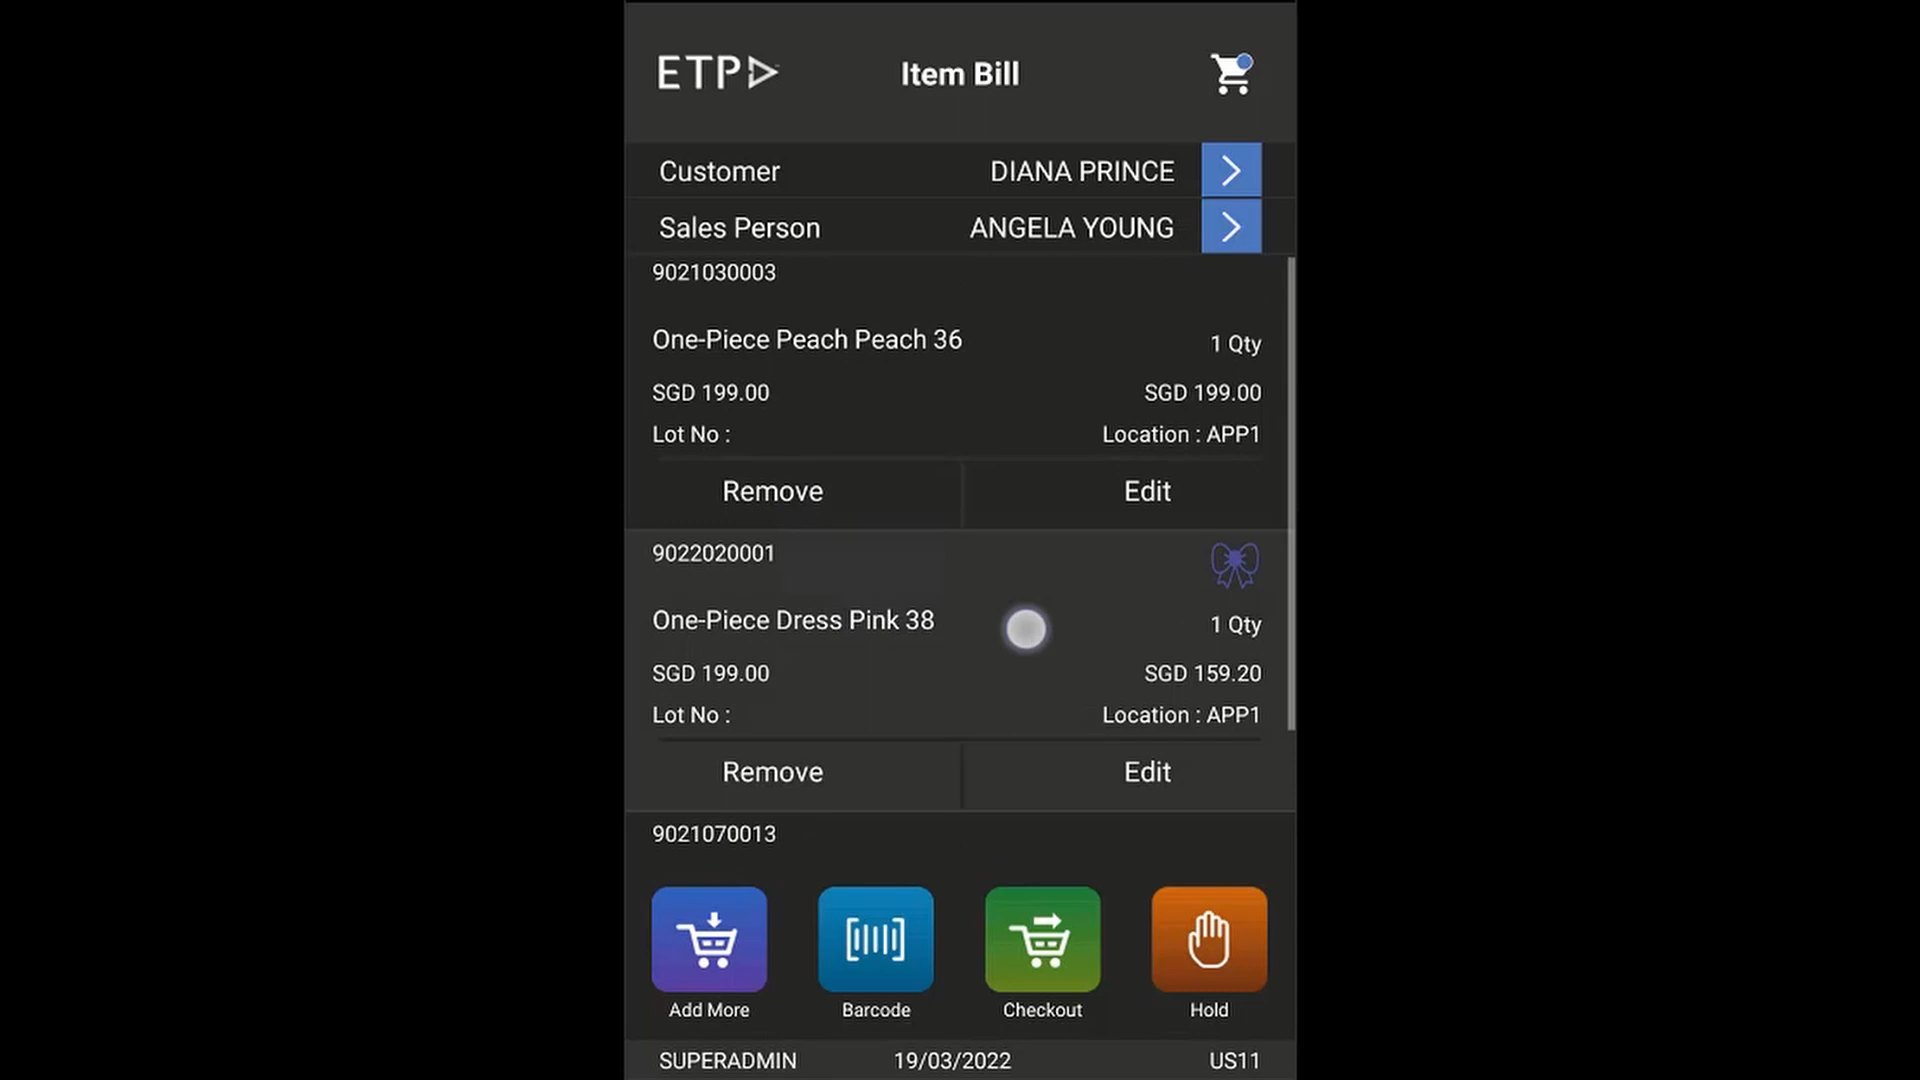 ETP Item Bill
Customer DIANA PRINCE
Sales Person ANGELA YOUNG
9021030003
One-Piece Peach Peach 36 1 Qty
SGD 199.00 SGD 199.00
Lot No : Location : APP1
Remove Edit
9022020001
One-Piece Dress Pink 38 1 Qty
SGD 199.00 SGD 159.20
Lot No : Location : APP1
Remove Edit
9021070013
Add More Barcode Checkout Hold
SUPERADMIN 19/03/2022 US11